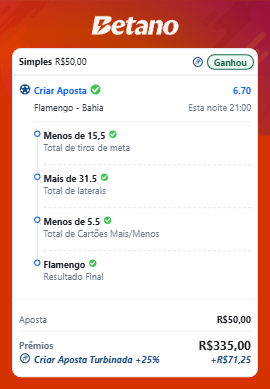 Betano
Simples R$50,00 Ganhou
Criar Aposta 6.70
Flamengo - Bahia Esta noite 21:00
Menos de 15,5
Total de tiros de meta
Mais de 31.5
Total de laterais
Menos de 5.5
Total de Cartões Mais/Menos
Flamengo
Resultado Final
Aposta R$50,00
Prêmios R$335,00
Criar Aposta Turbinada +25% +R$71,25